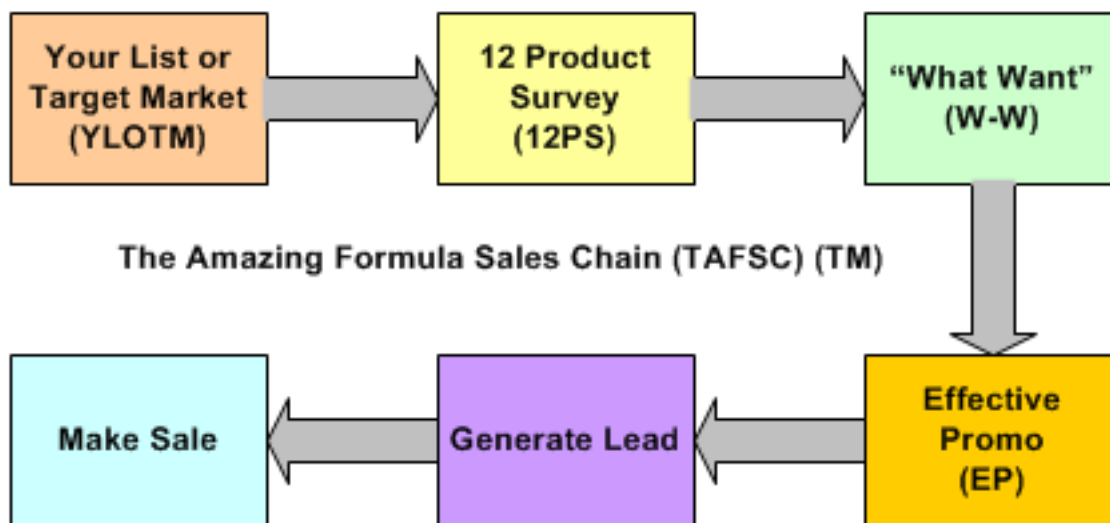 Your List or
Target Market
(YLOTM)
12 Product
Survey
(12PS)
“What Want”
(W-W)
The Amazing Formula Sales Chain (TAFSC) (TM)
Make Sale
Generate Lead
Effective
Promo
(EP)